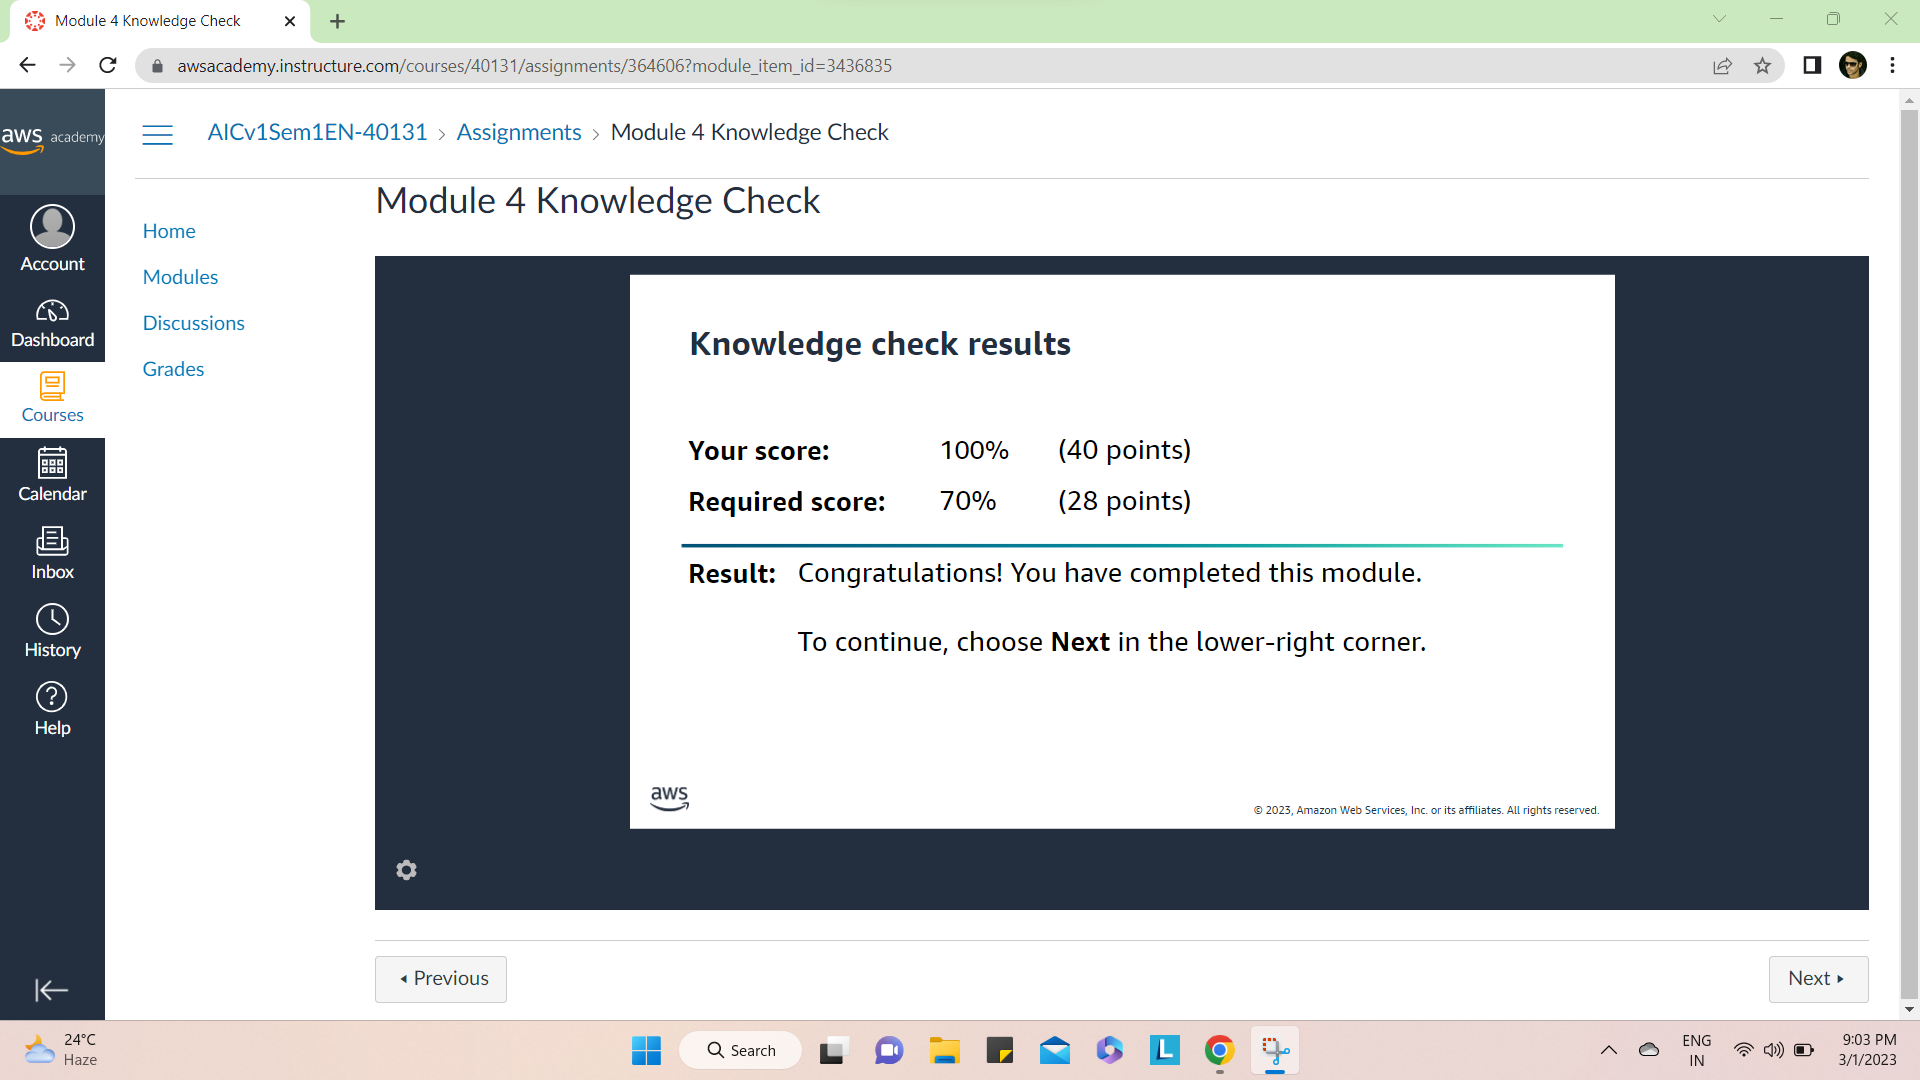 Module 4 Knowledge Check
awsacademy.instructure.com/courses/40131/assignments/364606?module_item_id=3436835
aws academy
AICv1Sem1EN-40131 > Assignments > Module 4 Knowledge Check
Account
Dashboard
Courses
Calendar
Inbox
History
Help
Home
Modules
Discussions
Grades
Module 4 Knowledge Check
Knowledge check results
Your score: 100% (40 points)
Required score: 70% (28 points)
Result: Congratulations! You have completed this module.
To continue, choose Next in the lower-right corner.
aws
© 2023, Amazon Web Services, Inc. or its affiliates. All rights reserved.
Previous
Next
24°C
Haze
Search
L
ENG
IN
9:03 PM
3/1/2023